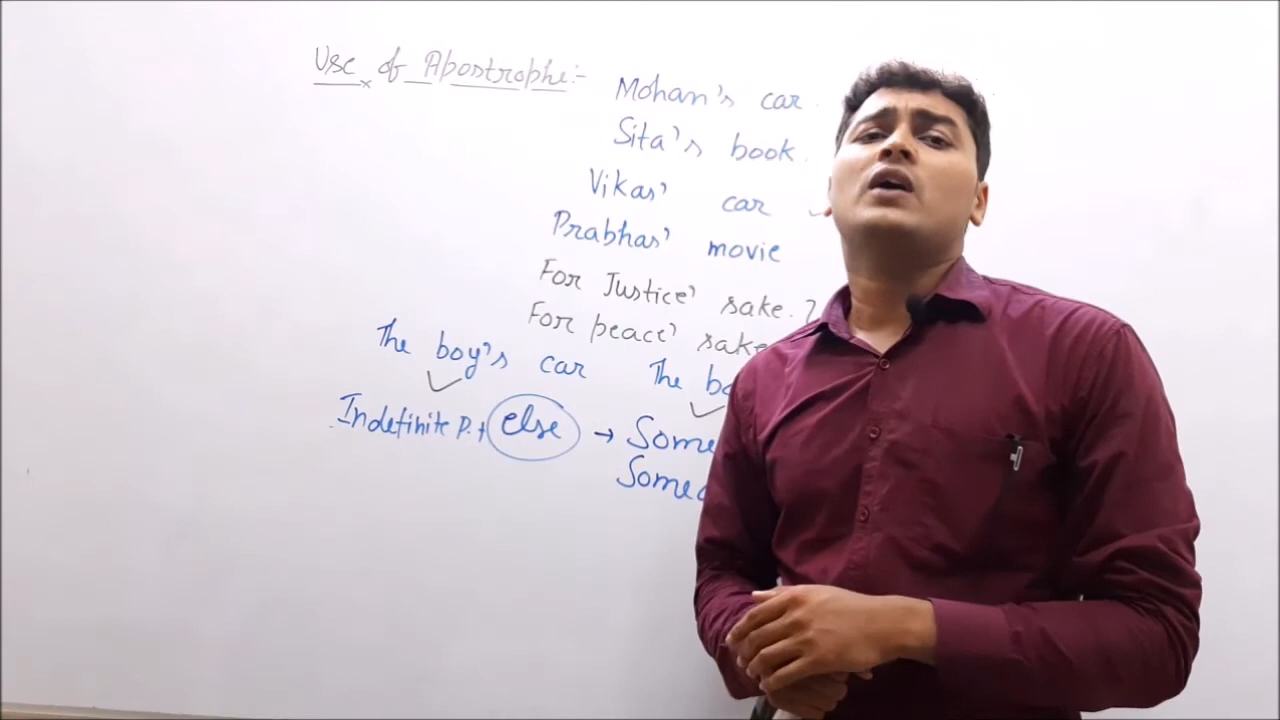 Use of Apostrophe:-
Mohan's car.
Sita's book.
Vikas' car
Prabhas' movie
For Justice' sake.
For peace' sake
The boy's car The
Indefinite P. + else →